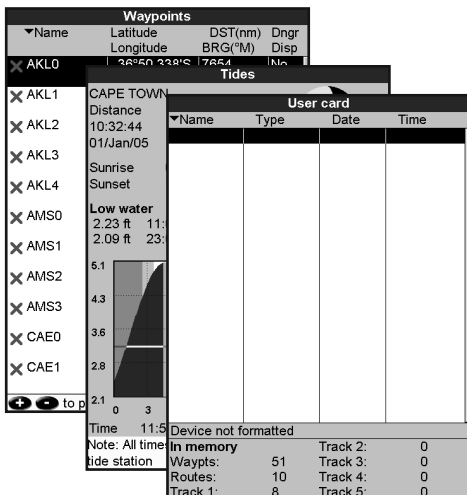 Waypoints
▼Name Latitude DST(nm) Dngr
Longitude BRG(°M) Disp
AKL0 36°50.338'S 7654 No
AKL1
AKL2
AKL3
AKL4
AMS0
AMS1
AMS2
AMS3
CAE0
CAE1
to p
Tides
CAPE TOWN
Distance
10:32:44
01/Jan/05
Sunrise
Sunset
Low water
2.23 ft 11:
2.09 ft 23:
5.1
4.3
3.6
2.8
2.1
0 3
Time 11:5
Note: All times
tide station
User card
▼Name Type Date Time
Device not formatted
In memory Track 2: 0
Waypts: 51 Track 3: 0
Routes: 10 Track 4: 0
Track 1: 8 Track 5: 0